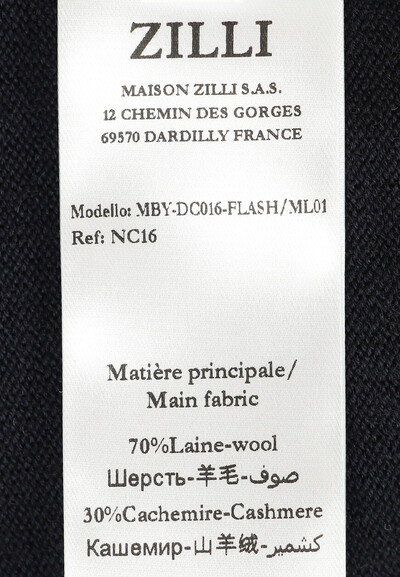 ZILLI
MAISON ZILLI S.A.S.
12 CHEMIN DES GORGES
69570 DARDILLY FRANCE
Modello: MBY-DC016-FLASH/ML01
Ref: NC16
Matière principale/
Main fabric
70%Laine-wool
Шерсть-羊毛-صوف
30%Cachemire-Cashmere
Кашемир-山羊绒-كشمير